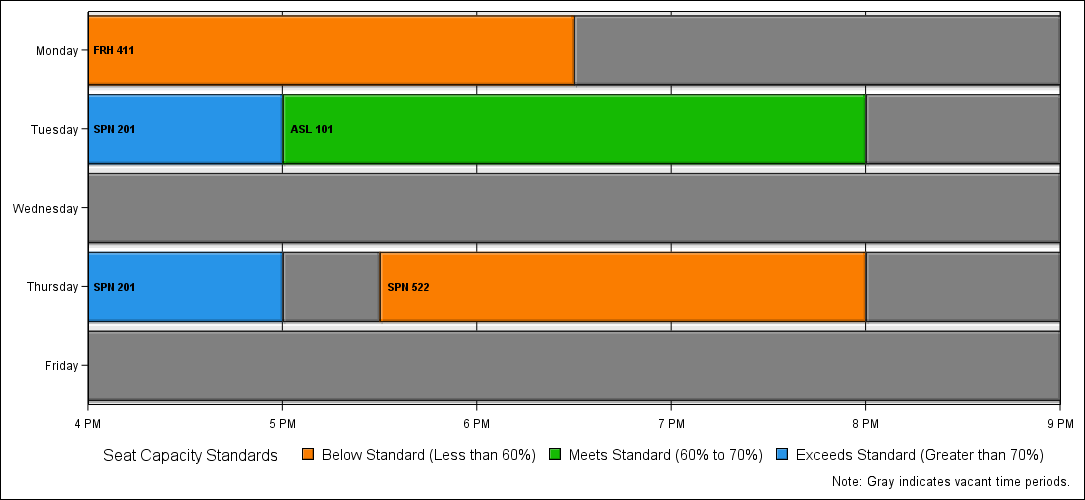 Monday
FRH 411
Tuesday
SPN 201
ASL 101
Wednesday
Thursday
SPN 201
SPN 522
Friday
4 PM 5 PM 6 PM 7 PM 8 PM 9 PM
Seat Capacity Standards Below Standard (Less than 60%) Meets Standard (60% to 70%) Exceeds Standard (Greater than 70%)
Note: Gray indicates vacant time periods.